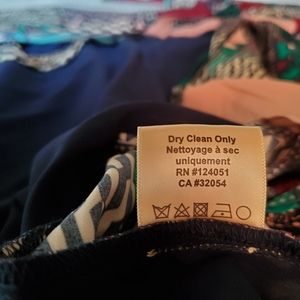 Dry Clean Only
Nettoyage à sec
uniquement
RN #124051
CA #32054